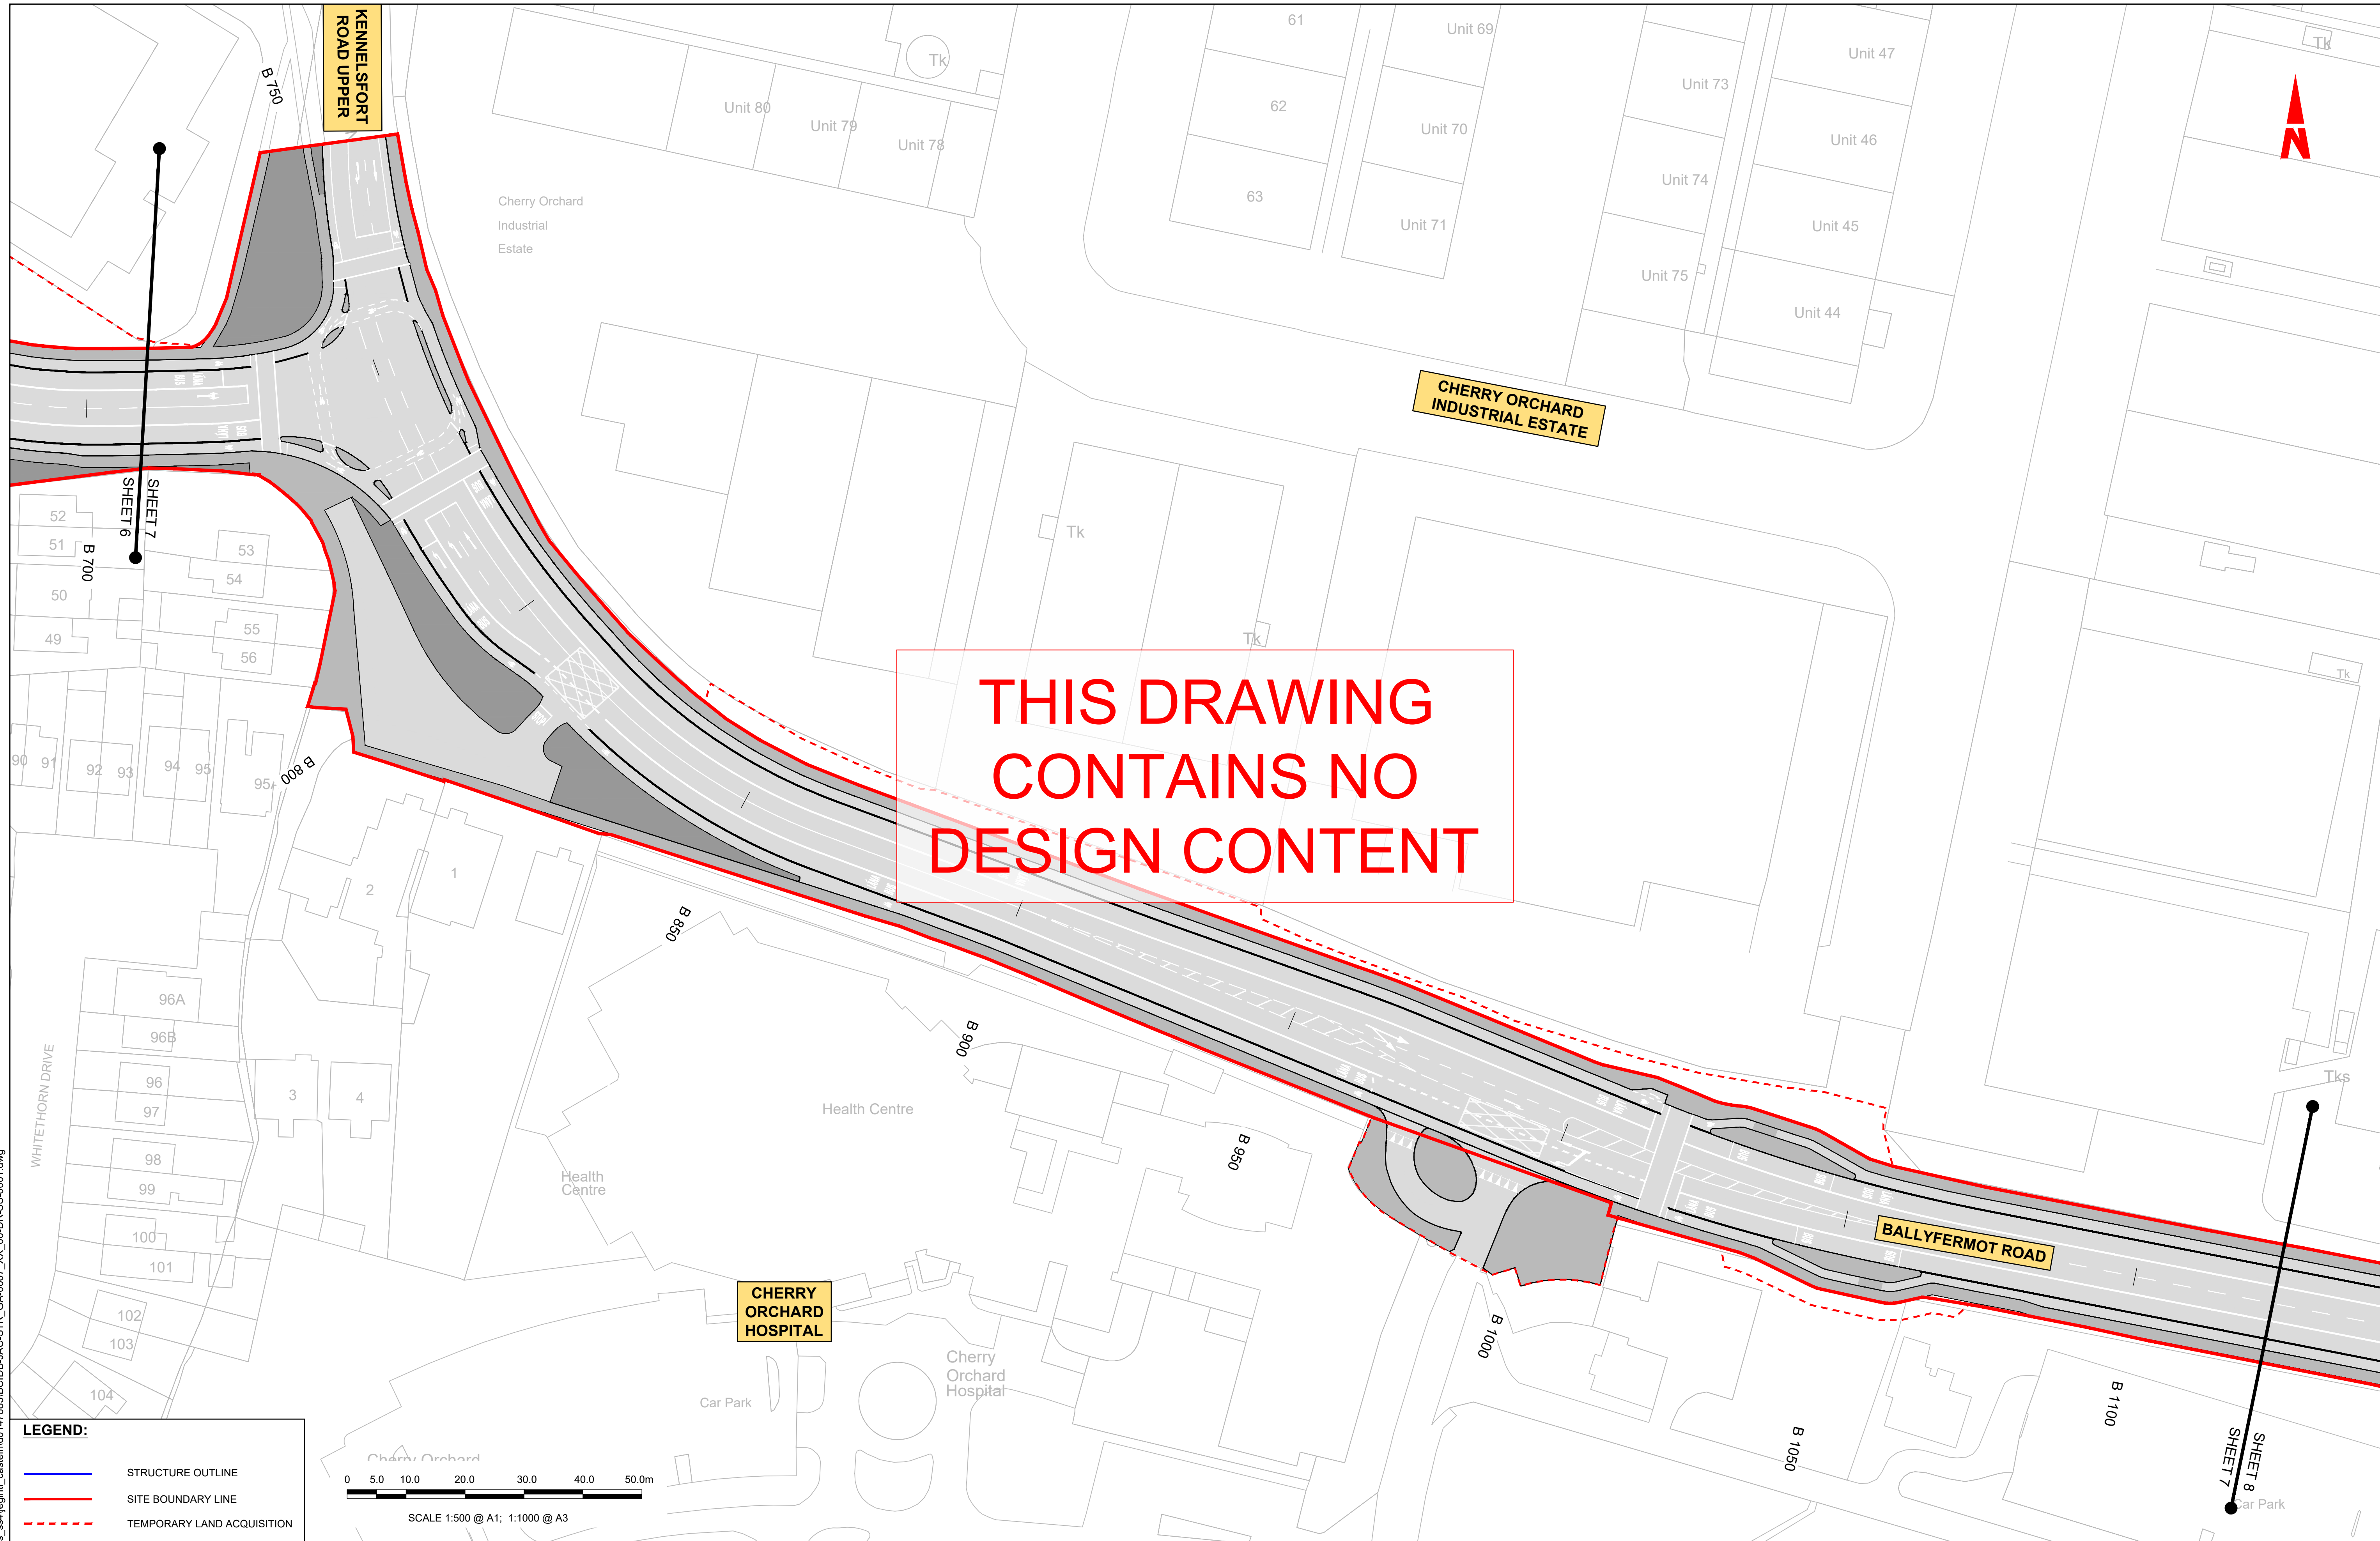 KENNELSFORT
ROAD UPPER
B 750
Tk
Unit 80
Unit 79
Unit 78
61
62
63
Unit 69
Unit 70
Unit 71
Unit 73
Unit 74
Unit 75
Unit 47
Unit 46
Unit 45
Unit 44
Tk
N
Cherry Orchard
Industrial
Estate
CHERRY ORCHARD
INDUSTRIAL ESTATE
BUS
LÁNA
BUS
LÁNA
SHEET 6
SHEET 7
B 700
52
51
50
49
53
54
55
56
90
91
92
93
94
95
95A
B 800
Tk
Tk
Tk
Tks
THIS DRAWING
CONTAINS NO
DESIGN CONTENT
1
2
3
4
B 850
B 900
B 950
B 1000
B 1050
B 1100
96A
96B
96
97
98
99
100
101
102
103
104
WHITETHORN DRIVE
Health Centre
Health
Centre
CHERRY
ORCHARD
HOSPITAL
Cherry
Orchard
Hospital
Car Park
BALLYFERMOT ROAD
SHEET 7
SHEET 8
Car Park
LEGEND:
STRUCTURE OUTLINE
SITE BOUNDARY LINE
TEMPORARY LAND ACQUISITION
Cherry Orchard
0 5.0 10.0 20.0 30.0 40.0 50.0m
SCALE 1:500 @ A1; 1:1000 @ A3